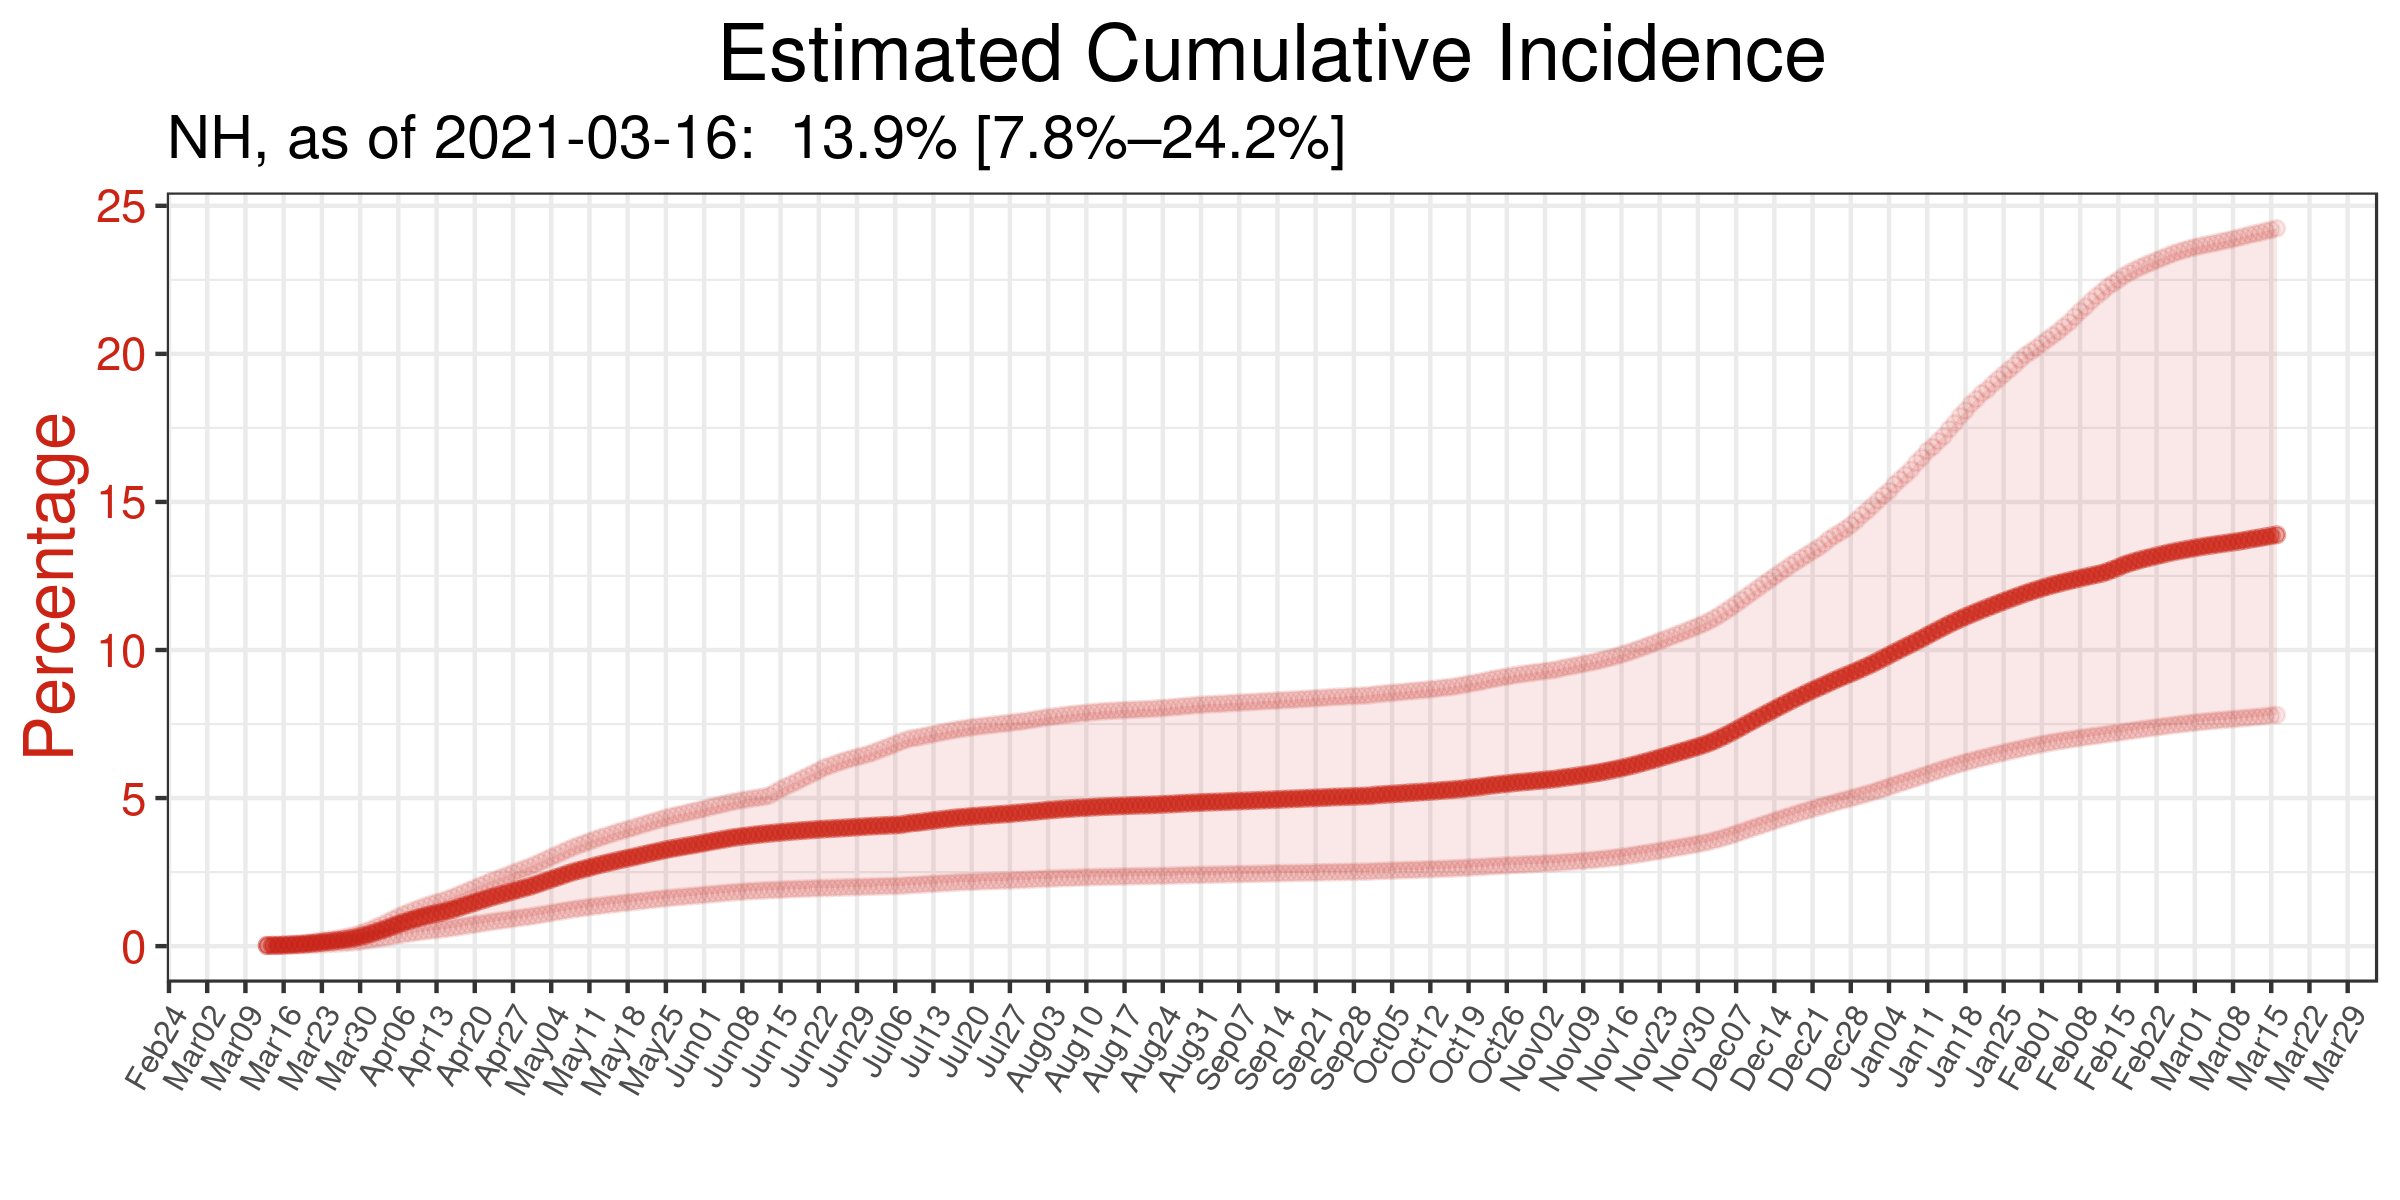 Estimated Cumulative Incidence
NH, as of 2021-03-16:  13.9% [7.8%–24.2%]
Percentage
25
20
15
10
5
0
Feb24
Mar02
Mar09
Mar16
Mar23
Mar30
Apr06
Apr13
Apr20
Apr27
May04
May11
May18
May25
Jun01
Jun08
Jun15
Jun22
Jun29
Jul06
Jul13
Jul20
Jul27
Aug03
Aug10
Aug17
Aug24
Aug31
Sep07
Sep14
Sep21
Sep28
Oct05
Oct12
Oct19
Oct26
Nov02
Nov09
Nov16
Nov23
Nov30
Dec07
Dec14
Dec21
Dec28
Jan04
Jan11
Jan18
Jan25
Feb01
Feb08
Feb15
Feb22
Mar01
Mar08
Mar15
Mar22
Mar29